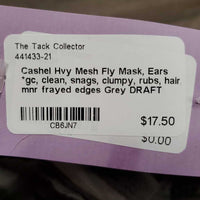 The Tack Collector
441433-21
Cashel Hvy Mesh Fly Mask, Ears
*gc, clean, snags, clumpy, rubs, hair
mnr frayed edges Grey DRAFT
CB6JN7
$17.50
$0.00